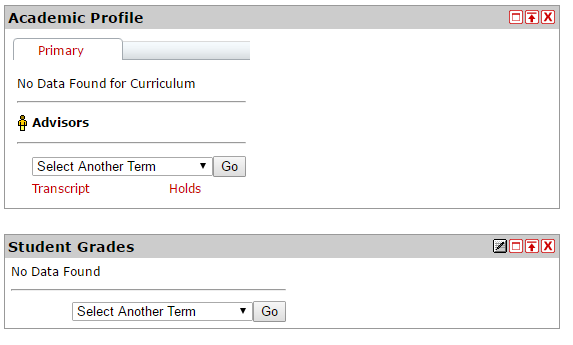 Academic Profile
Primary
No Data Found for Curriculum
Advisors
Select Another Term Go
Transcript Holds
Student Grades
No Data Found
Select Another Term Go